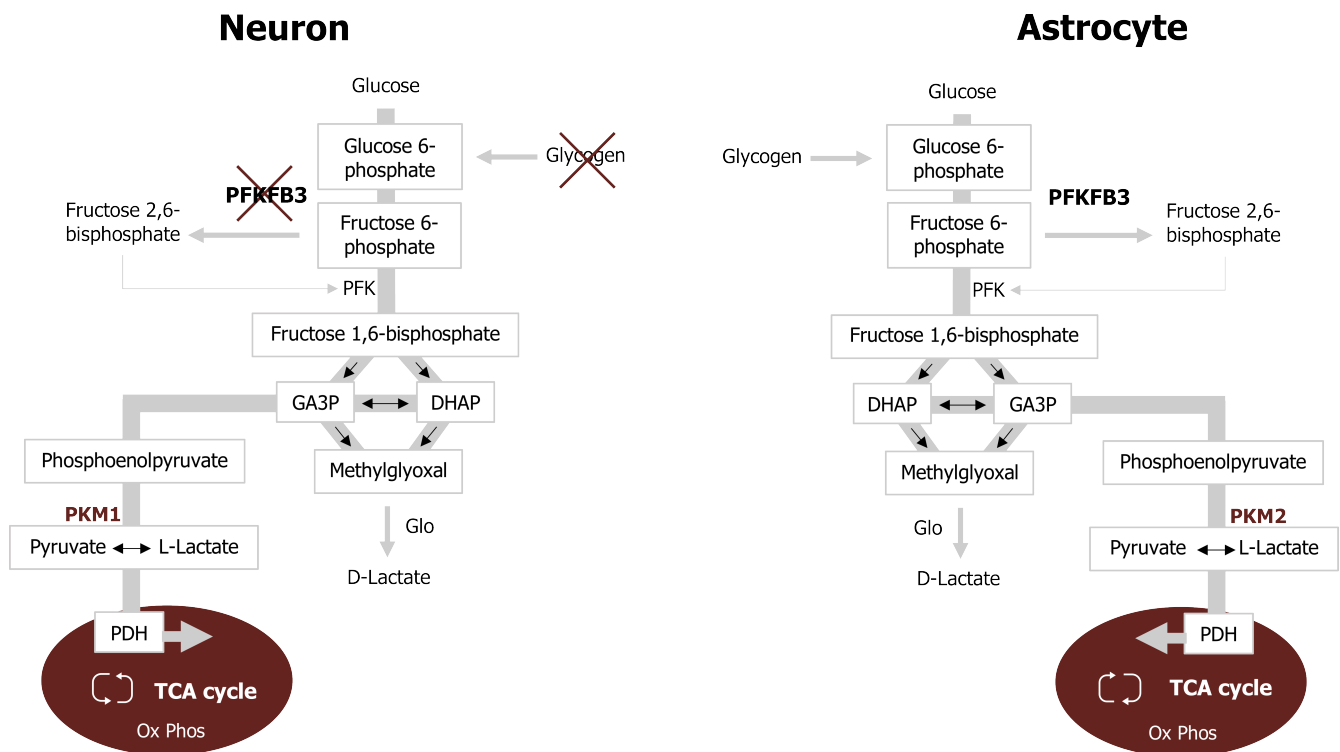 Neuron
Glucose
Glucose 6-
phosphate
Glycogen
PFKFB3
Fructose 2,6-
bisphosphate
Fructose 6-
phosphate
PFK
Fructose 1,6-bisphosphate
GA3P
DHAP
Methylglyoxal
Glo
D-Lactate
Phosphoenolpyruvate
PKM1
Pyruvate
L-Lactate
PDH
TCA cycle
Ox Phos
Astrocyte
Glucose
Glucose 6-
phosphate
Glycogen
PFKFB3
Fructose 2,6-
bisphosphate
Fructose 6-
phosphate
PFK
Fructose 1,6-bisphosphate
DHAP
GA3P
Methylglyoxal
Glo
D-Lactate
Phosphoenolpyruvate
PKM2
Pyruvate
L-Lactate
PDH
TCA cycle
Ox Phos